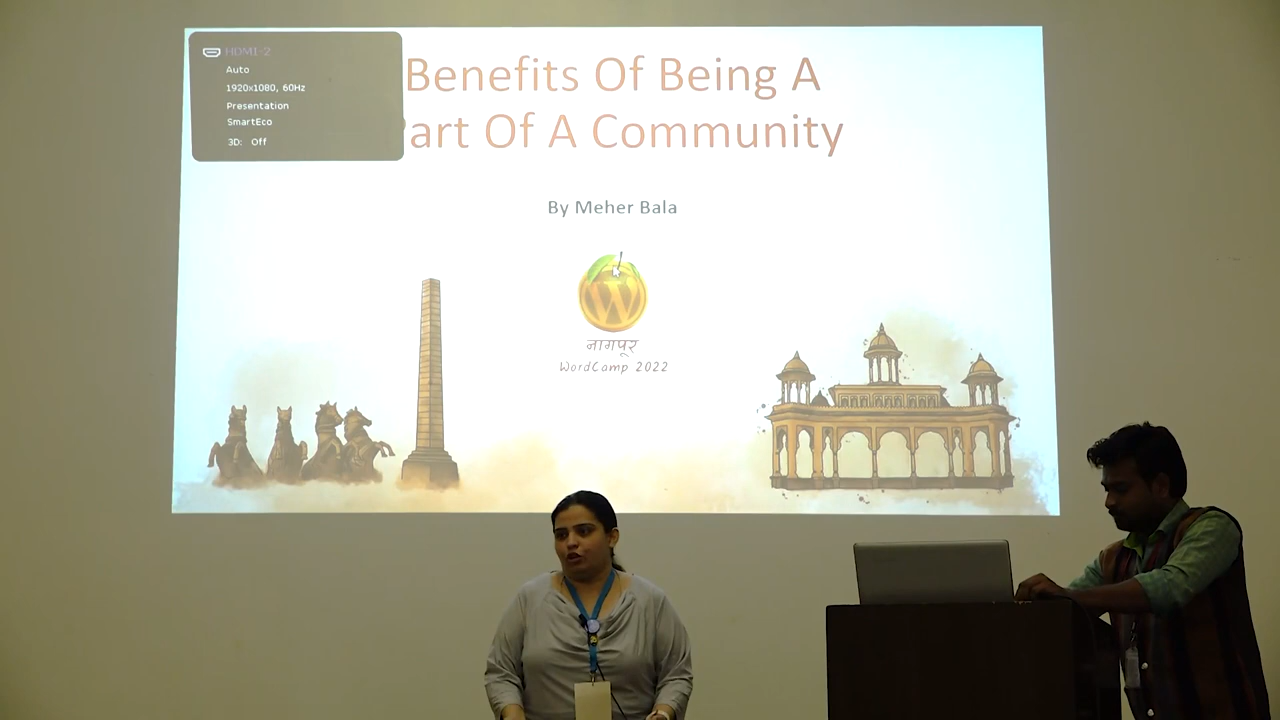 HDMI-2
Auto
1920x1080, 60Hz
Presentation
SmartEco
3D: Off
Benefits Of Being A
art Of A Community
By Meher Bala
W
नागपूर
WordCamp 2022